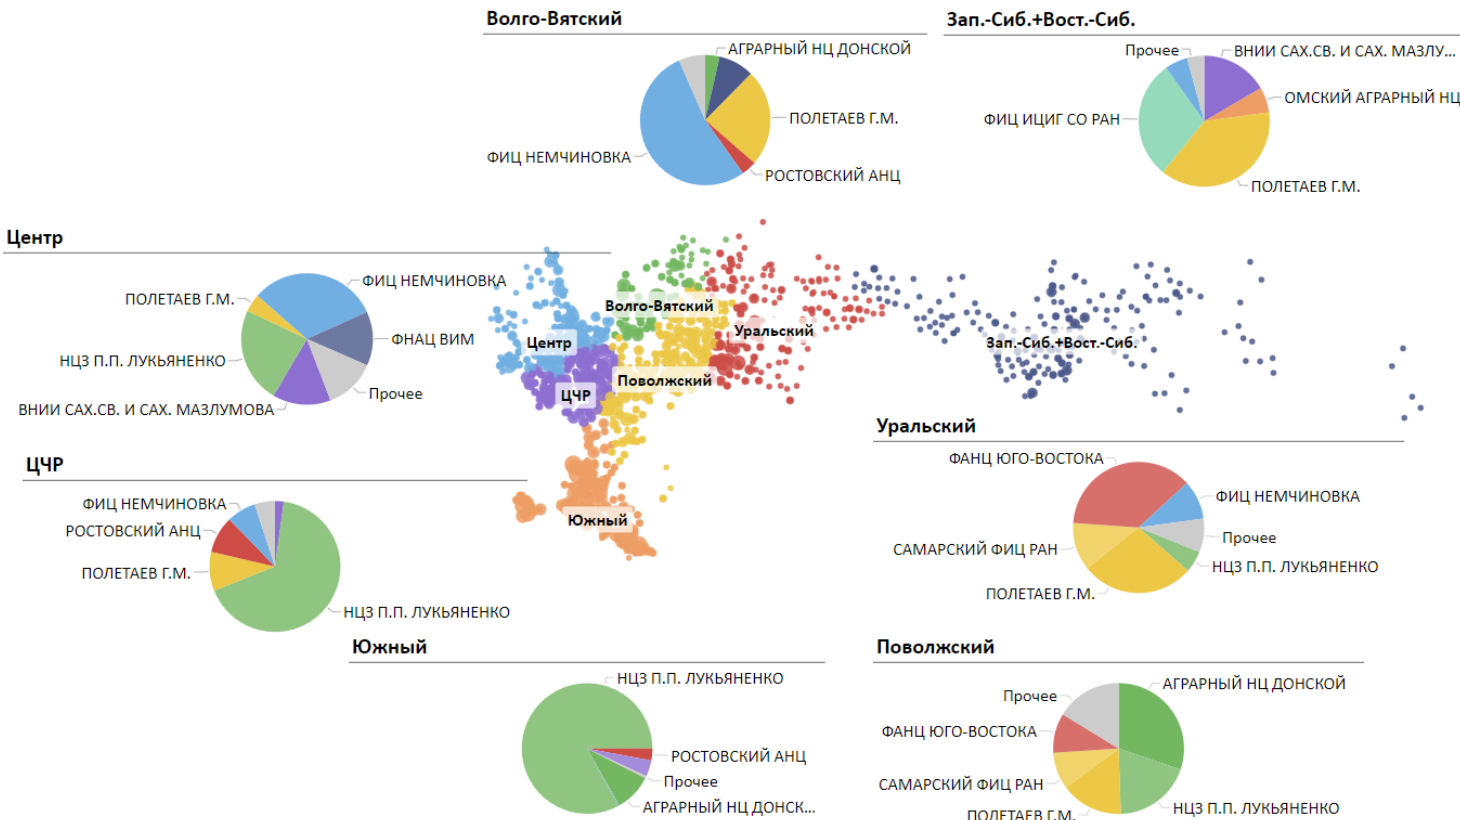 Волго-Вятский
АГРАРНЫЙ НЦ ДОНСКОЙ
ПОЛЕТАЕВ Г.М.
ФИЦ НЕМЧИНОВКА
РОСТОВСКИЙ АНЦ
Зап.-Сиб.+Вост.-Сиб.
Прочее
ВНИИ САХ.СВ. И САХ. МАЗЛУ...
ОМСКИЙ АГРАРНЫЙ НЦ
ФИЦ ИЦИГ СО РАН
ПОЛЕТАЕВ Г.М.
Центр
ФИЦ НЕМЧИНОВКА
ПОЛЕТАЕВ Г.М.
ФНАЦ ВИМ
НЦЗ П.П. ЛУКЬЯНЕНКО
Прочее
ВНИИ САХ.СВ. И САХ. МАЗЛУМОВА
Волго-Вятский
Уральский
Центр
Зап.-Сиб.+Вост.-Сиб.
Поволжский
ЦЧР
Южный
ЦЧР
ФИЦ НЕМЧИНОВКА
РОСТОВСКИЙ АНЦ
ПОЛЕТАЕВ Г.М.
НЦЗ П.П. ЛУКЬЯНЕНКО
Уральский
ФАНЦ ЮГО-ВОСТОКА
ФИЦ НЕМЧИНОВКА
Прочее
САМАРСКИЙ ФИЦ РАН
НЦЗ П.П. ЛУКЬЯНЕНКО
ПОЛЕТАЕВ Г.М.
Южный
НЦЗ П.П. ЛУКЬЯНЕНКО
РОСТОВСКИЙ АНЦ
Прочее
АГРАРНЫЙ НЦ ДОНСК...
Поволжский
АГРАРНЫЙ НЦ ДОНСКОЙ
Прочее
ФАНЦ ЮГО-ВОСТОКА
САМАРСКИЙ ФИЦ РАН
НЦЗ П.П. ЛУКЬЯНЕНКО
ПОЛЕТАЕВ Г.М.